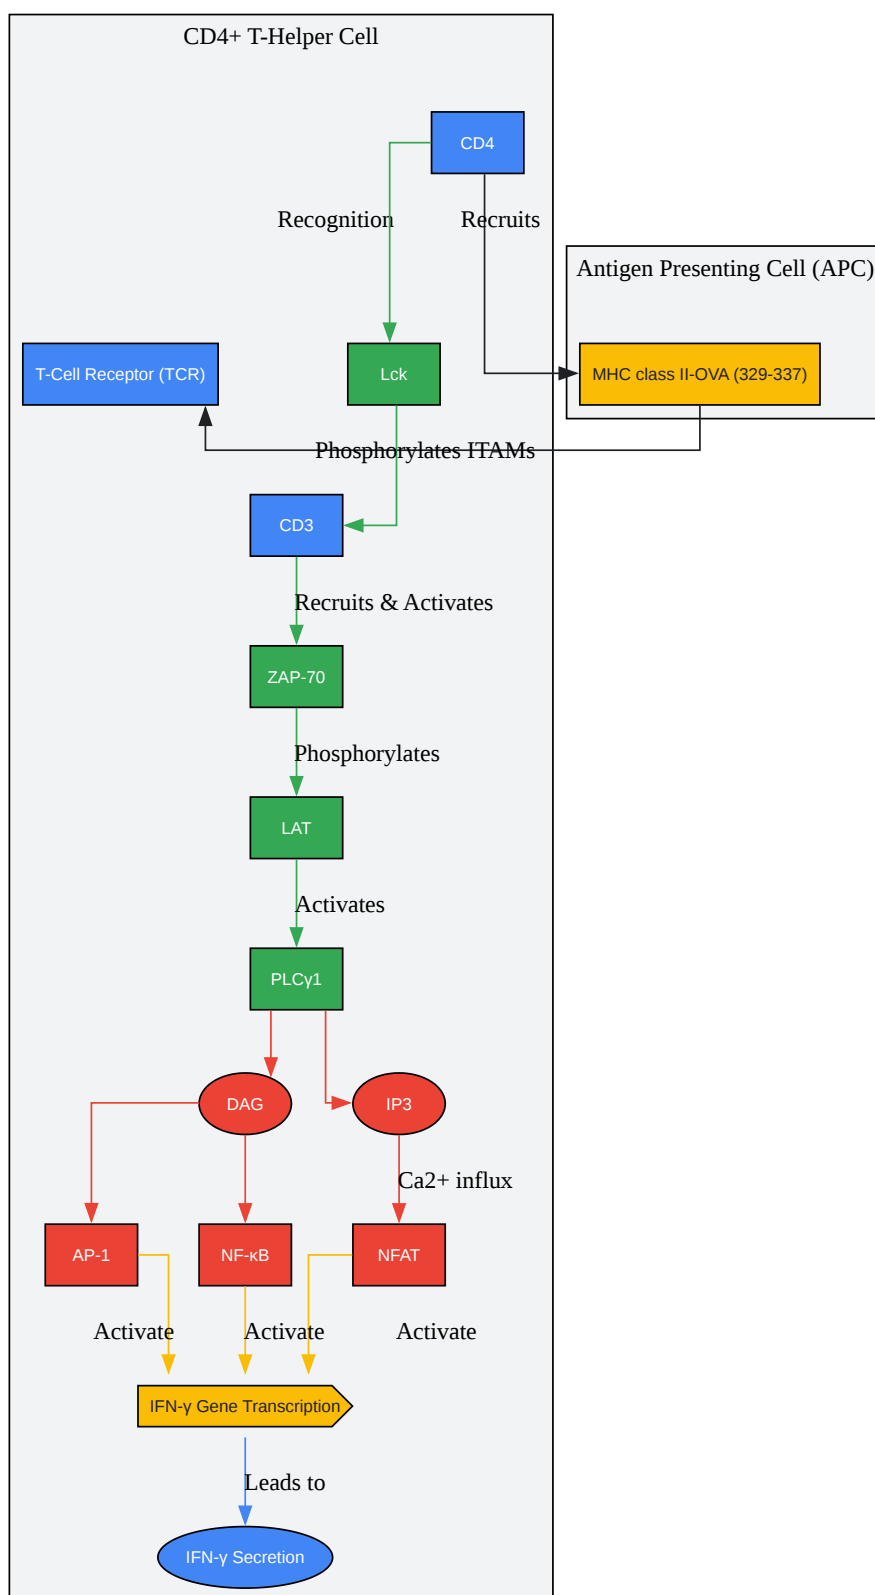 CD4+ T-Helper Cell
CD4
Recognition
Recruits
Antigen Presenting Cell (APC)
T-Cell Receptor (TCR)
Lck
MHC class II-OVA (329-337)
Phosphorylates ITAMs
CD3
Recruits & Activates
ZAP-70
Phosphorylates
LAT
Activates
PLCγ1
DAG
IP3
Ca2+ influx
AP-1
NF-κB
NFAT
Activate
Activate
Activate
IFN-γ Gene Transcription
Leads to
IFN-γ Secretion